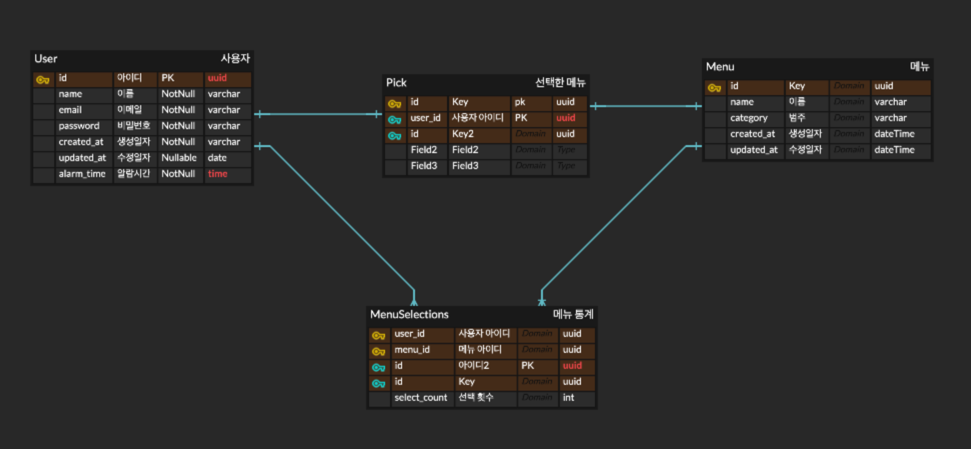 User 사용자
id 아이디 PK uuid
name 이름 NotNull varchar
email 이메일 NotNull varchar
password 비밀번호 NotNull varchar
created_at 생성일자 NotNull varchar
updated_at 수정일자 Nullable date
alarm_time 알람시간 NotNull time
Pick 선택한 메뉴
id Key pk uuid
user_id 사용자 아이디 PK uuid
id Key2 Domain uuid
Field2 Field2 Domain Type
Field3 Field3 Domain Type
Menu 메뉴
id Key Domain uuid
name 이름 Domain varchar
category 범주 Domain varchar
created_at 생성일자 Domain dateTime
updated_at 수정일자 Domain dateTime
MenuSelections 메뉴 통계
user_id 사용자 아이디 Domain uuid
menu_id 메뉴 아이디 Domain uuid
id 아이디2 PK uuid
id Key Domain uuid
select_count 선택 횟수 Domain int